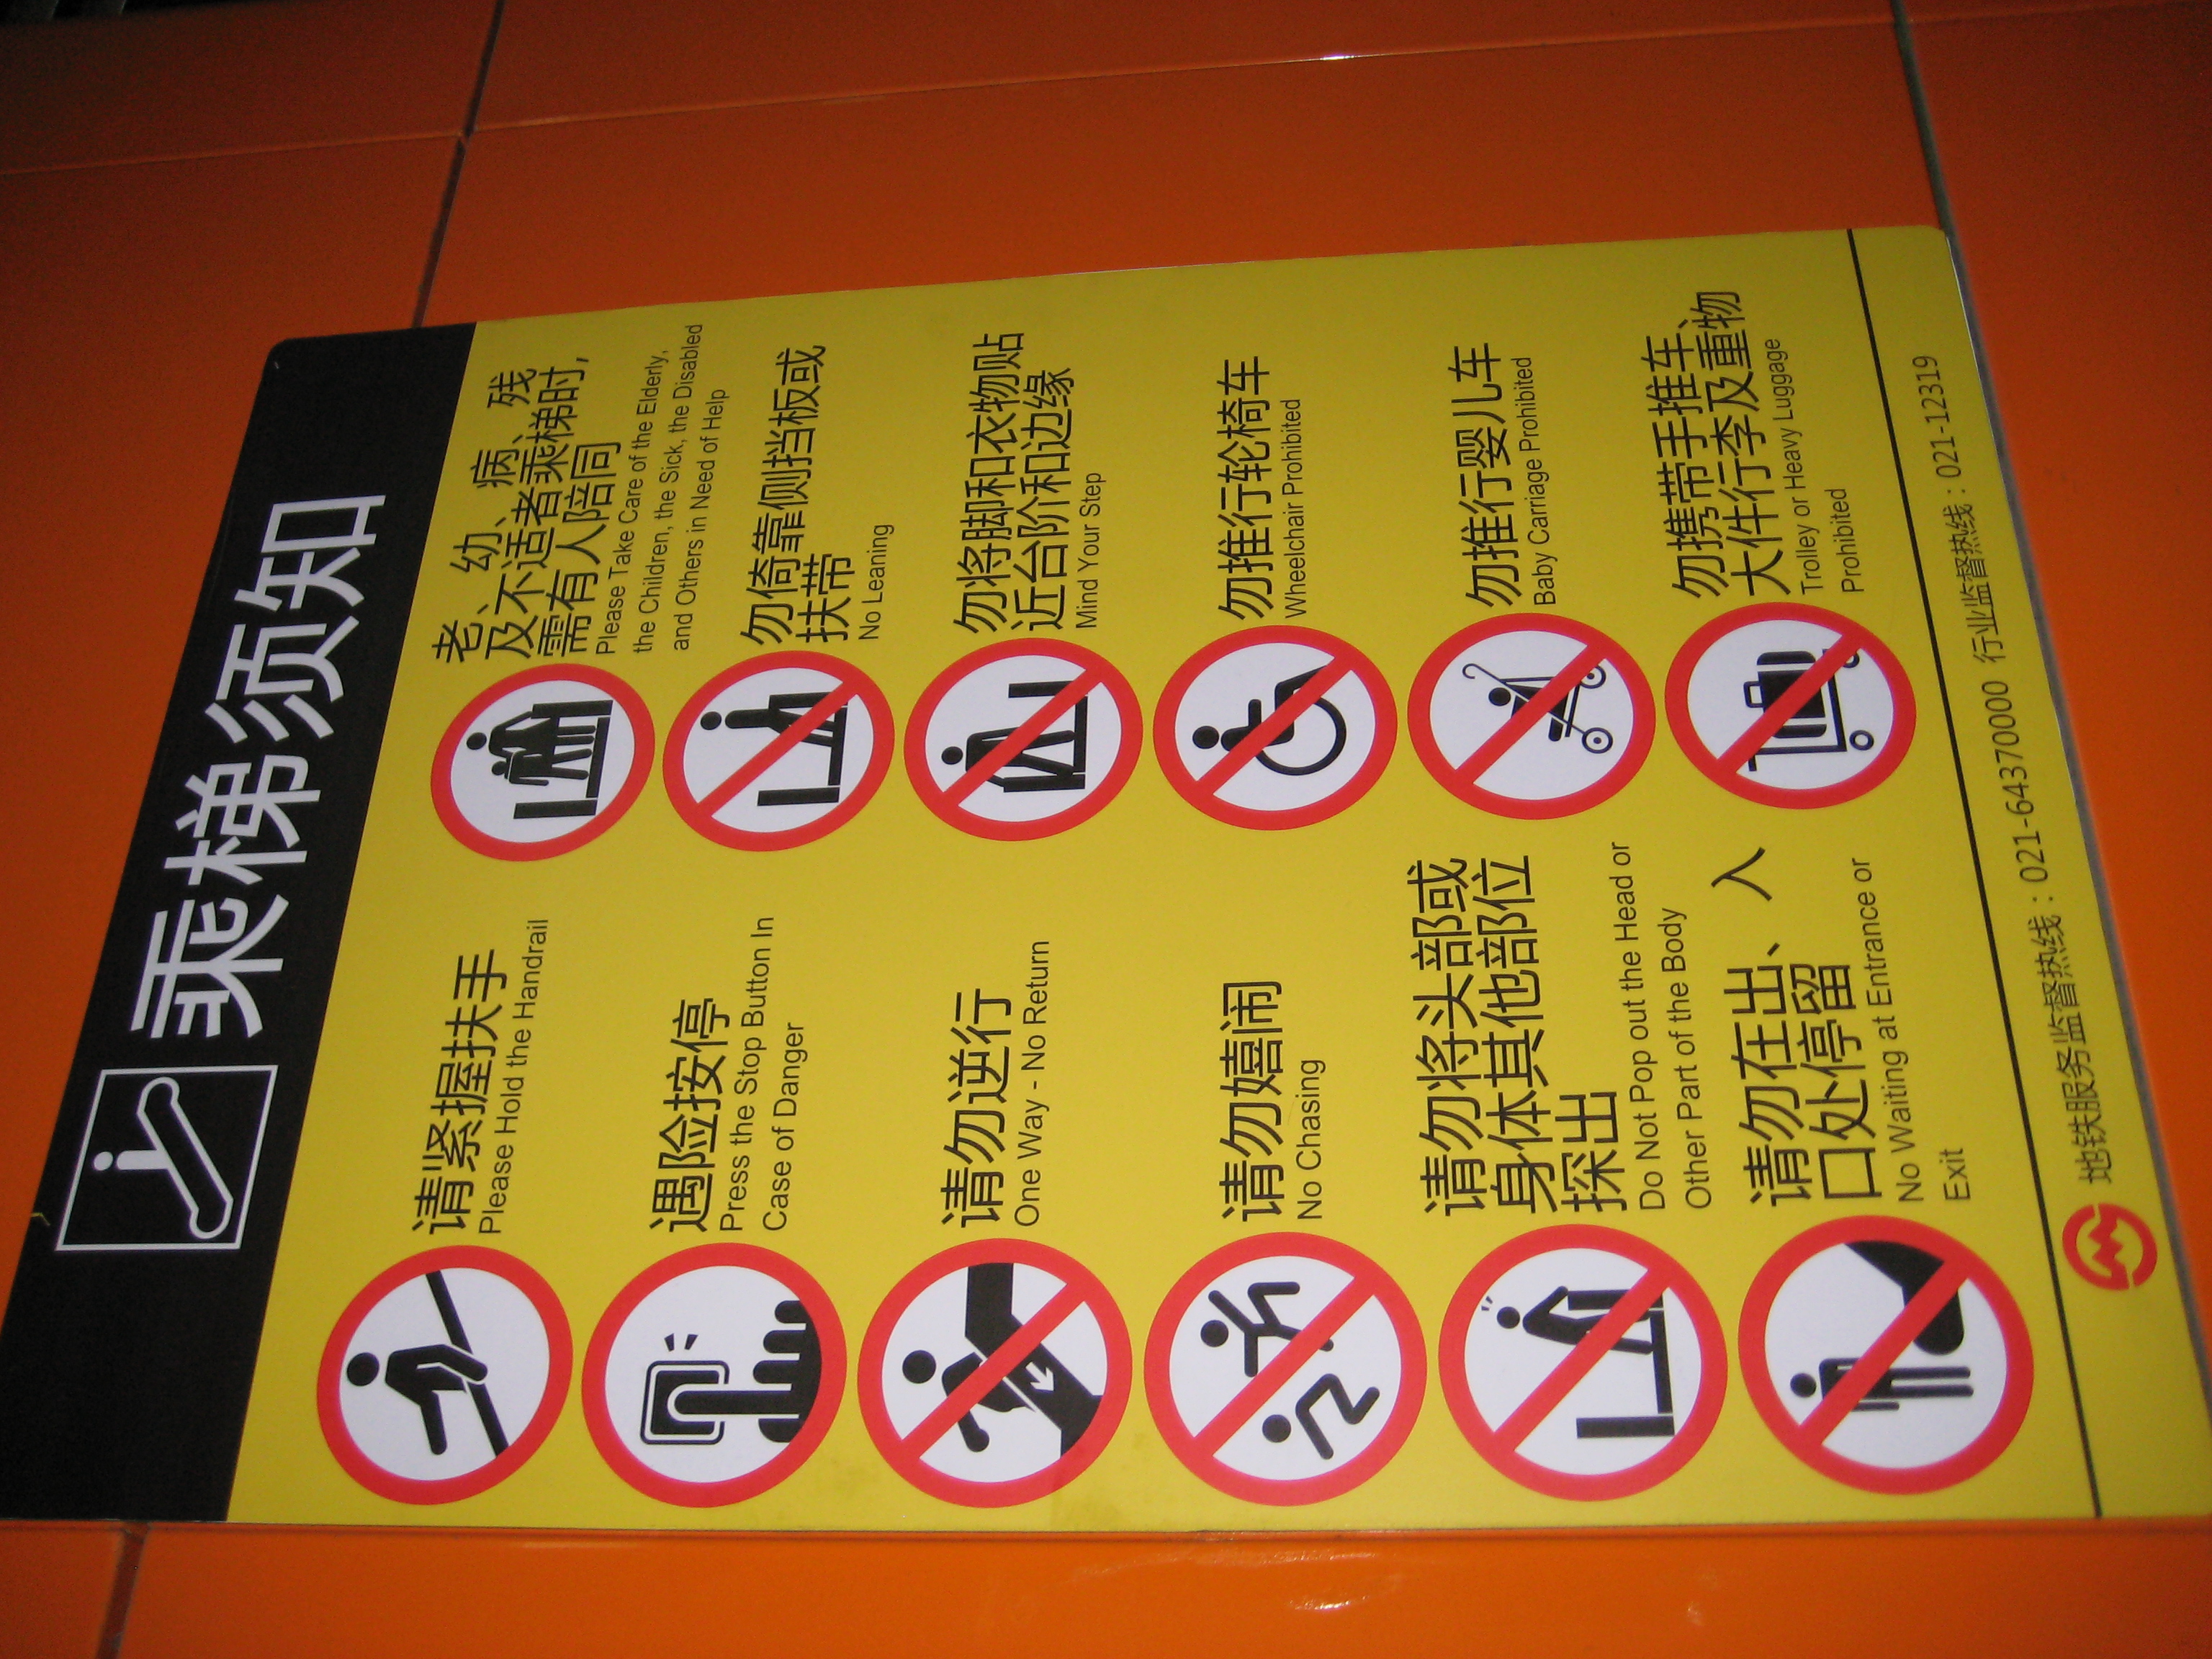 乘梯须知
请紧握扶手
Please Hold the Handrail
遇险按停
Press the Stop Button In
Case of Danger
请勿逆行
One Way - No Return
请勿嬉闹
No Chasing
请勿将头部或
身体其他部位
探出
Do Not Pop out the Head or
Other Part of the Body
请勿在出、入
口处停留
No Waiting at Entrance or
Exit
老、幼、病、残
及不适者乘梯时,
需有人陪同
Please Take Care of the Elderly,
the Children, the Sick, the Disabled
and Others in Need of Help
勿倚靠侧挡板或
扶带
No Leaning
勿将脚和衣物贴
近台阶和边缘
Mind Your Step
勿推行轮椅车
Wheelchair Prohibited
勿推行婴儿车
Baby Carriage Prohibited
勿携带手推车、
大件行李及重物
Trolley or Heavy Luggage
Prohibited
地铁服务监督热线：021-64370000 行业监督热线：021-12319